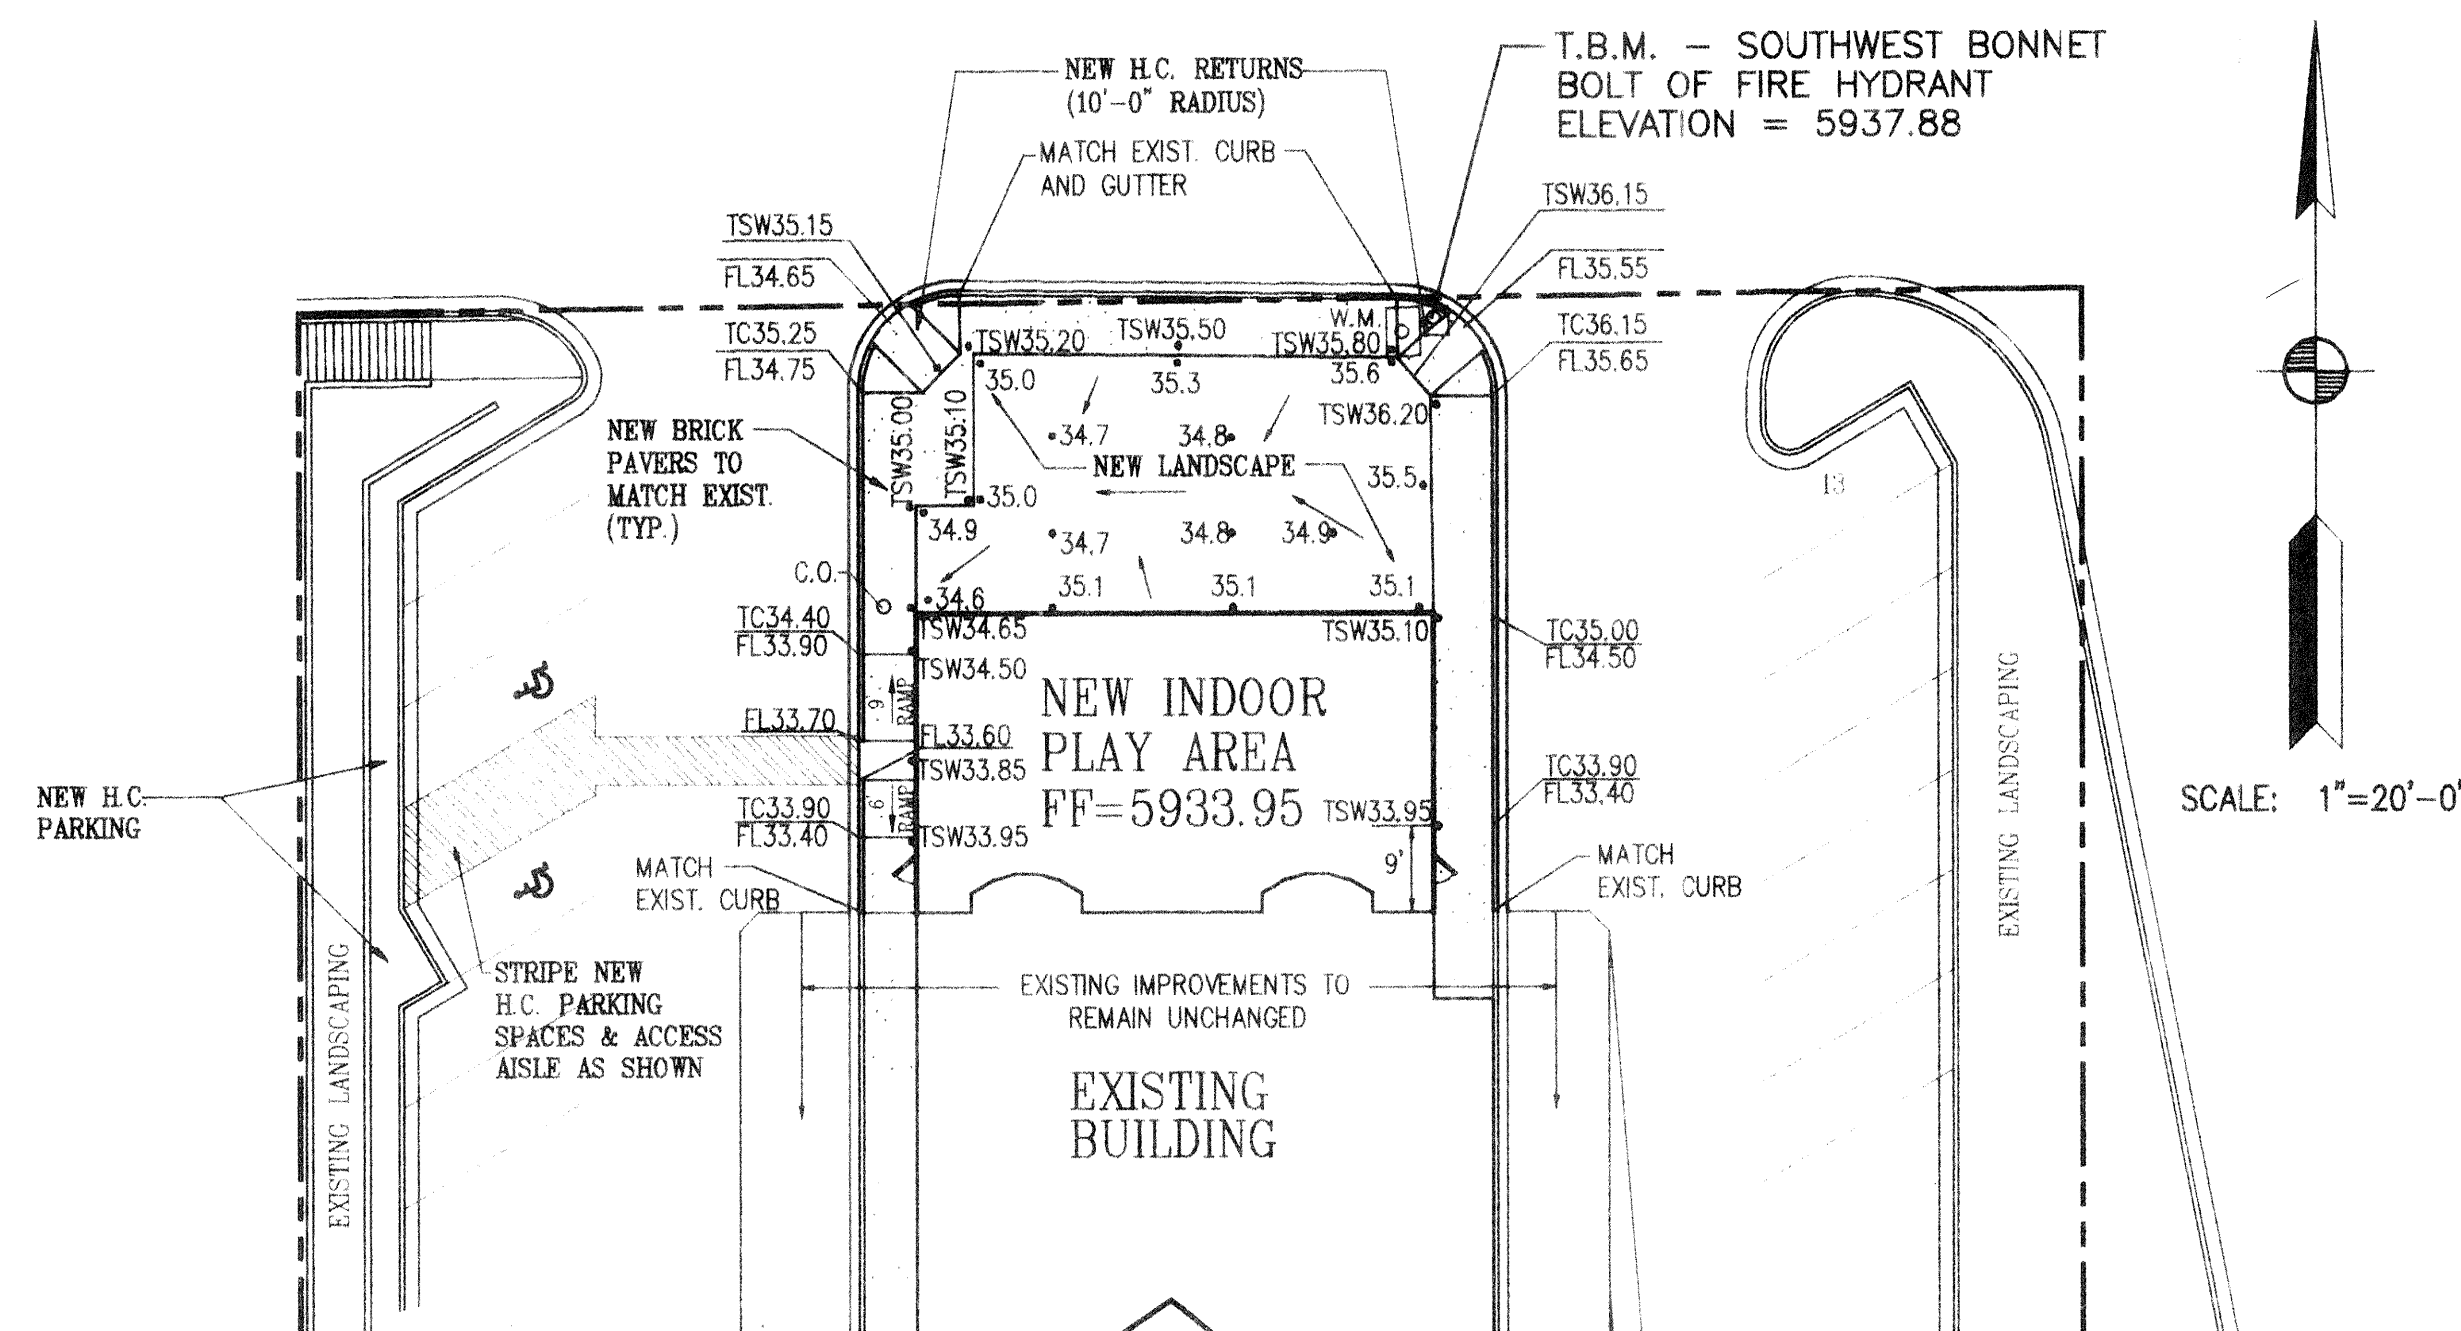 NEW H.C. RETURNS
(10'-0" RADIUS)
MATCH EXIST. CURB
AND GUTTER
T.B.M. - SOUTHWEST BONNET
BOLT OF FIRE HYDRANT
ELEVATION = 5937.88
TSW35.15
FL34.65
TC35.25
FL34.75
TSW36.15
FL35.55
TC36.15
FL35.65
W.M.
TSW35.20
TSW35.50
TSW35.80
35.0
35.3
35.6
TSW35.00
TSW35.10
TSW36.20
34.7
34.8
NEW LANDSCAPE
35.5
35.0
34.9
34.7
34.8
34.9
35.1
35.1
35.1
34.6
NEW BRICK
PAVERS TO
MATCH EXIST.
(TYP.)
C.O.
TC34.40
FL33.90
TSW34.65
TSW34.50
TSW35.10
TC35.00
FL34.50
9'
RAMP
FL33.70
FL33.60
TSW33.85
6'
RAMP
TC33.90
FL33.40
TSW33.95
NEW INDOOR
PLAY AREA
FF=5933.95
TSW33.95
9'
TC33.90
FL33.40
13
EXISTING LANDSCAPING
SCALE: 1"=20'-0"
NEW H.C.
PARKING
MATCH
EXIST. CURB
MATCH
EXIST. CURB
STRIPE NEW
H.C. PARKING
SPACES & ACCESS
AISLE AS SHOWN
EXISTING LANDSCAPING
EXISTING IMPROVEMENTS TO
REMAIN UNCHANGED
EXISTING
BUILDING